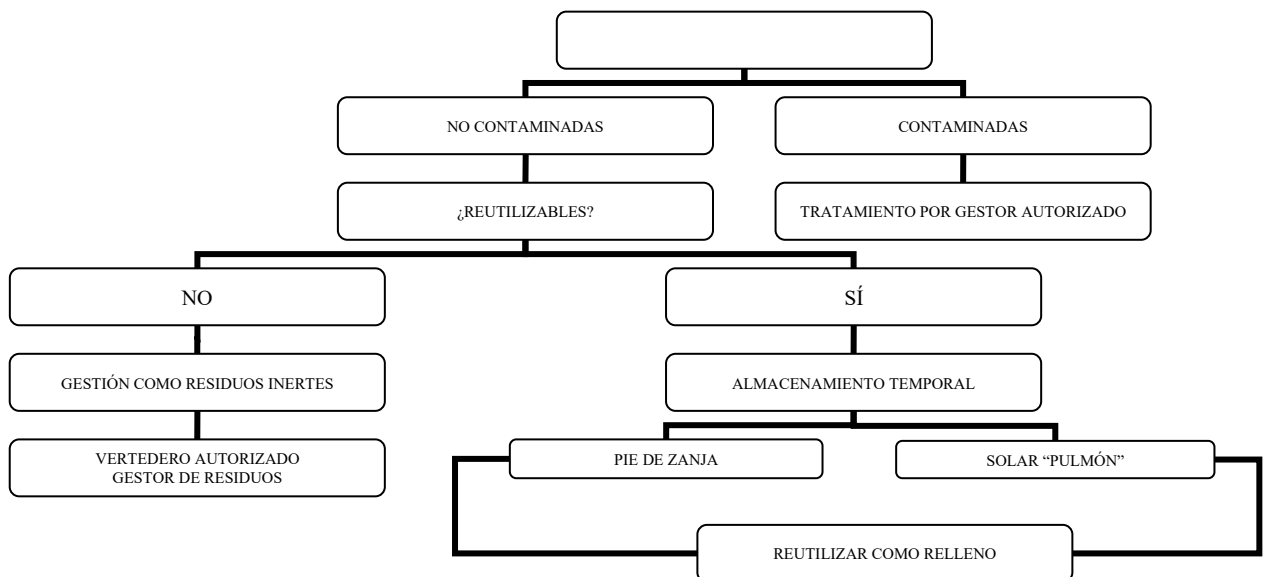 NO CONTAMINADAS
CONTAMINADAS
¿REUTILIZABLES?
TRATAMIENTO POR GESTOR AUTORIZADO
NO
SÍ
GESTIÓN COMO RESIDUOS INERTES
ALMACENAMIENTO TEMPORAL
VERTEDERO AUTORIZADO
GESTOR DE RESIDUOS
PIE DE ZANJA
SOLAR “PULMÓN”
REUTILIZAR COMO RELLENO